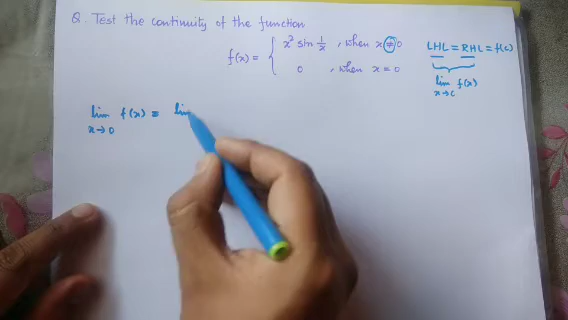 Q. Test the continuity of the function
f(x) = { x² sin 1/x , when x ≠ 0
0 , when x = 0
LHL = RHL = f(c)
lim f(x)
x→c
lim f(x) = lim
x→0